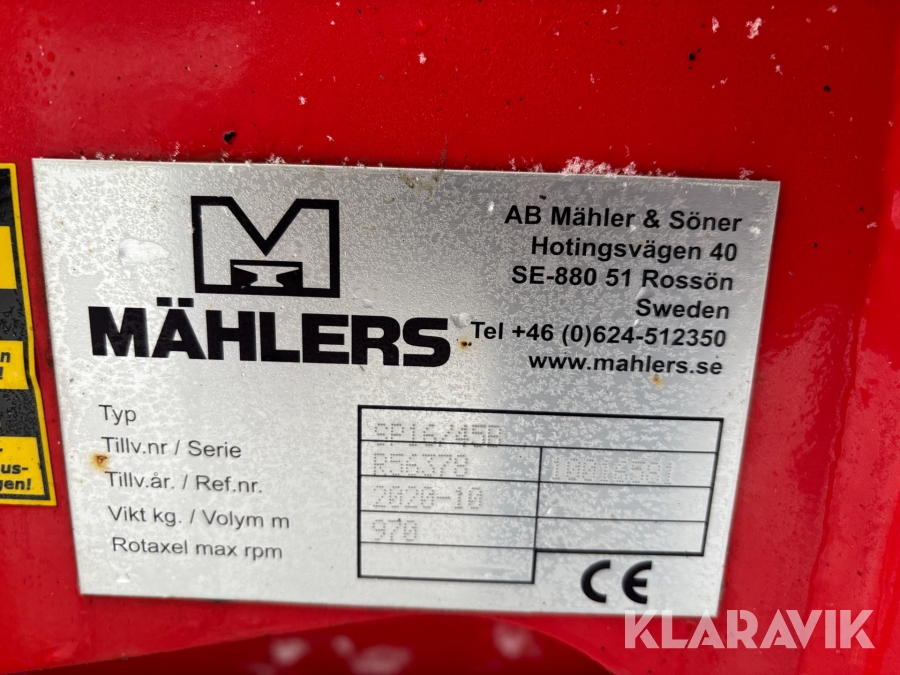 M
MÄHLERS
AB Mähler & Söner
Hotingsvägen 40
SE-880 51 Rossön
Sweden
Tel +46 (0)624-512350
www.mahlers.se
Typ SP16/45B
Tillv.nr / Serie R56378
Tillv.år. / Ref.nr. 2020-10
Vikt kg. / Volym m 970
Rotaxel max rpm
CE
KLARAVIK